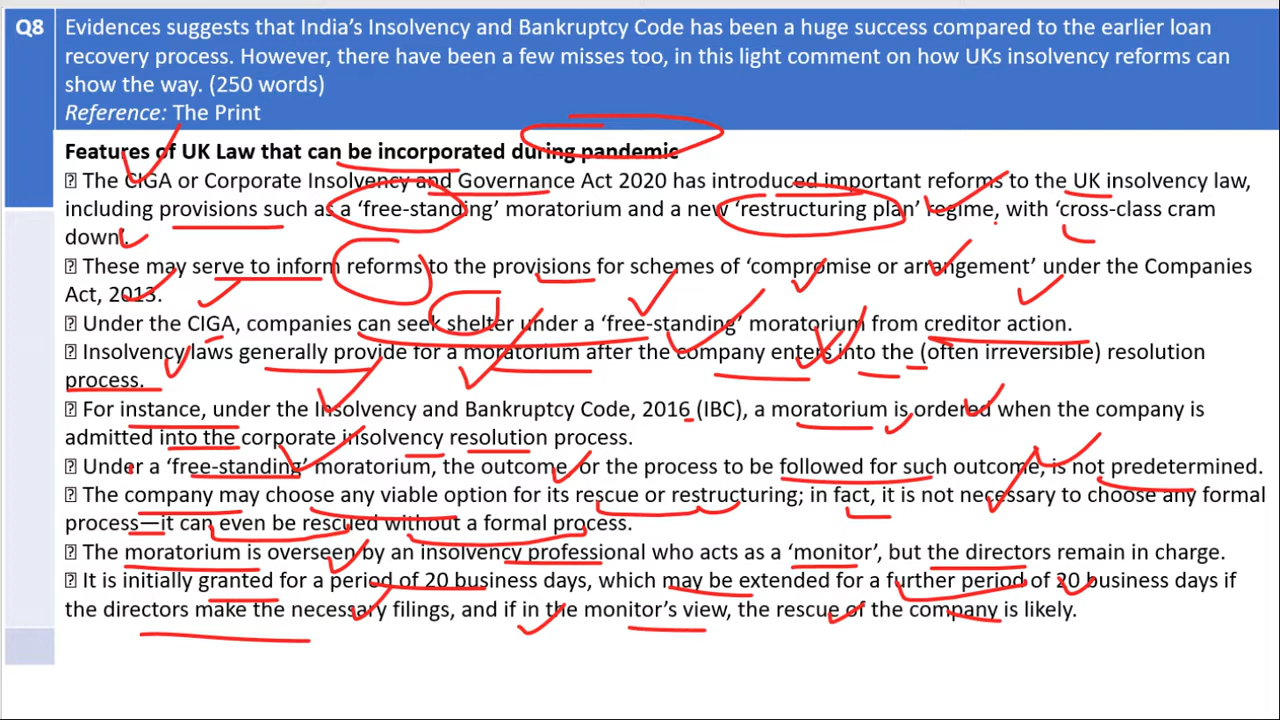 Q8
Evidences suggests that India's Insolvency and Bankruptcy Code has been a huge success compared to the earlier loan
recovery process. However, there have been a few misses too, in this light comment on how UKs insolvency reforms can
show the way. (250 words)
Reference: The Print
Features of UK Law that can be incorporated during pandemic
The CIGA or Corporate Insolvency and Governance Act 2020 has introduced important reforms to the UK insolvency law,
including provisions such as a 'free-standing' moratorium and a new 'restructuring plan' regime, with 'cross-class cram
down'.
These may serve to inform reforms to the provisions for schemes of 'compromise or arrangement' under the Companies
Act, 2013.
Under the CIGA, companies can seek shelter under a 'free-standing' moratorium from creditor action.
Insolvency laws generally provide for a moratorium after the company enters into the (often irreversible) resolution
process.
For instance, under the Insolvency and Bankruptcy Code, 2016 (IBC), a moratorium is ordered when the company is
admitted into the corporate insolvency resolution process.
Under a 'free-standing' moratorium, the outcome, or the process to be followed for such outcome, is not predetermined.
The company may choose any viable option for its rescue or restructuring; in fact, it is not necessary to choose any formal
process—it can even be rescued without a formal process.
The moratorium is overseen by an insolvency professional who acts as a 'monitor', but the directors remain in charge.
It is initially granted for a period of 20 business days, which may be extended for a further period of 20 business days if
the directors make the necessary filings, and if in the monitor's view, the rescue of the company is likely.